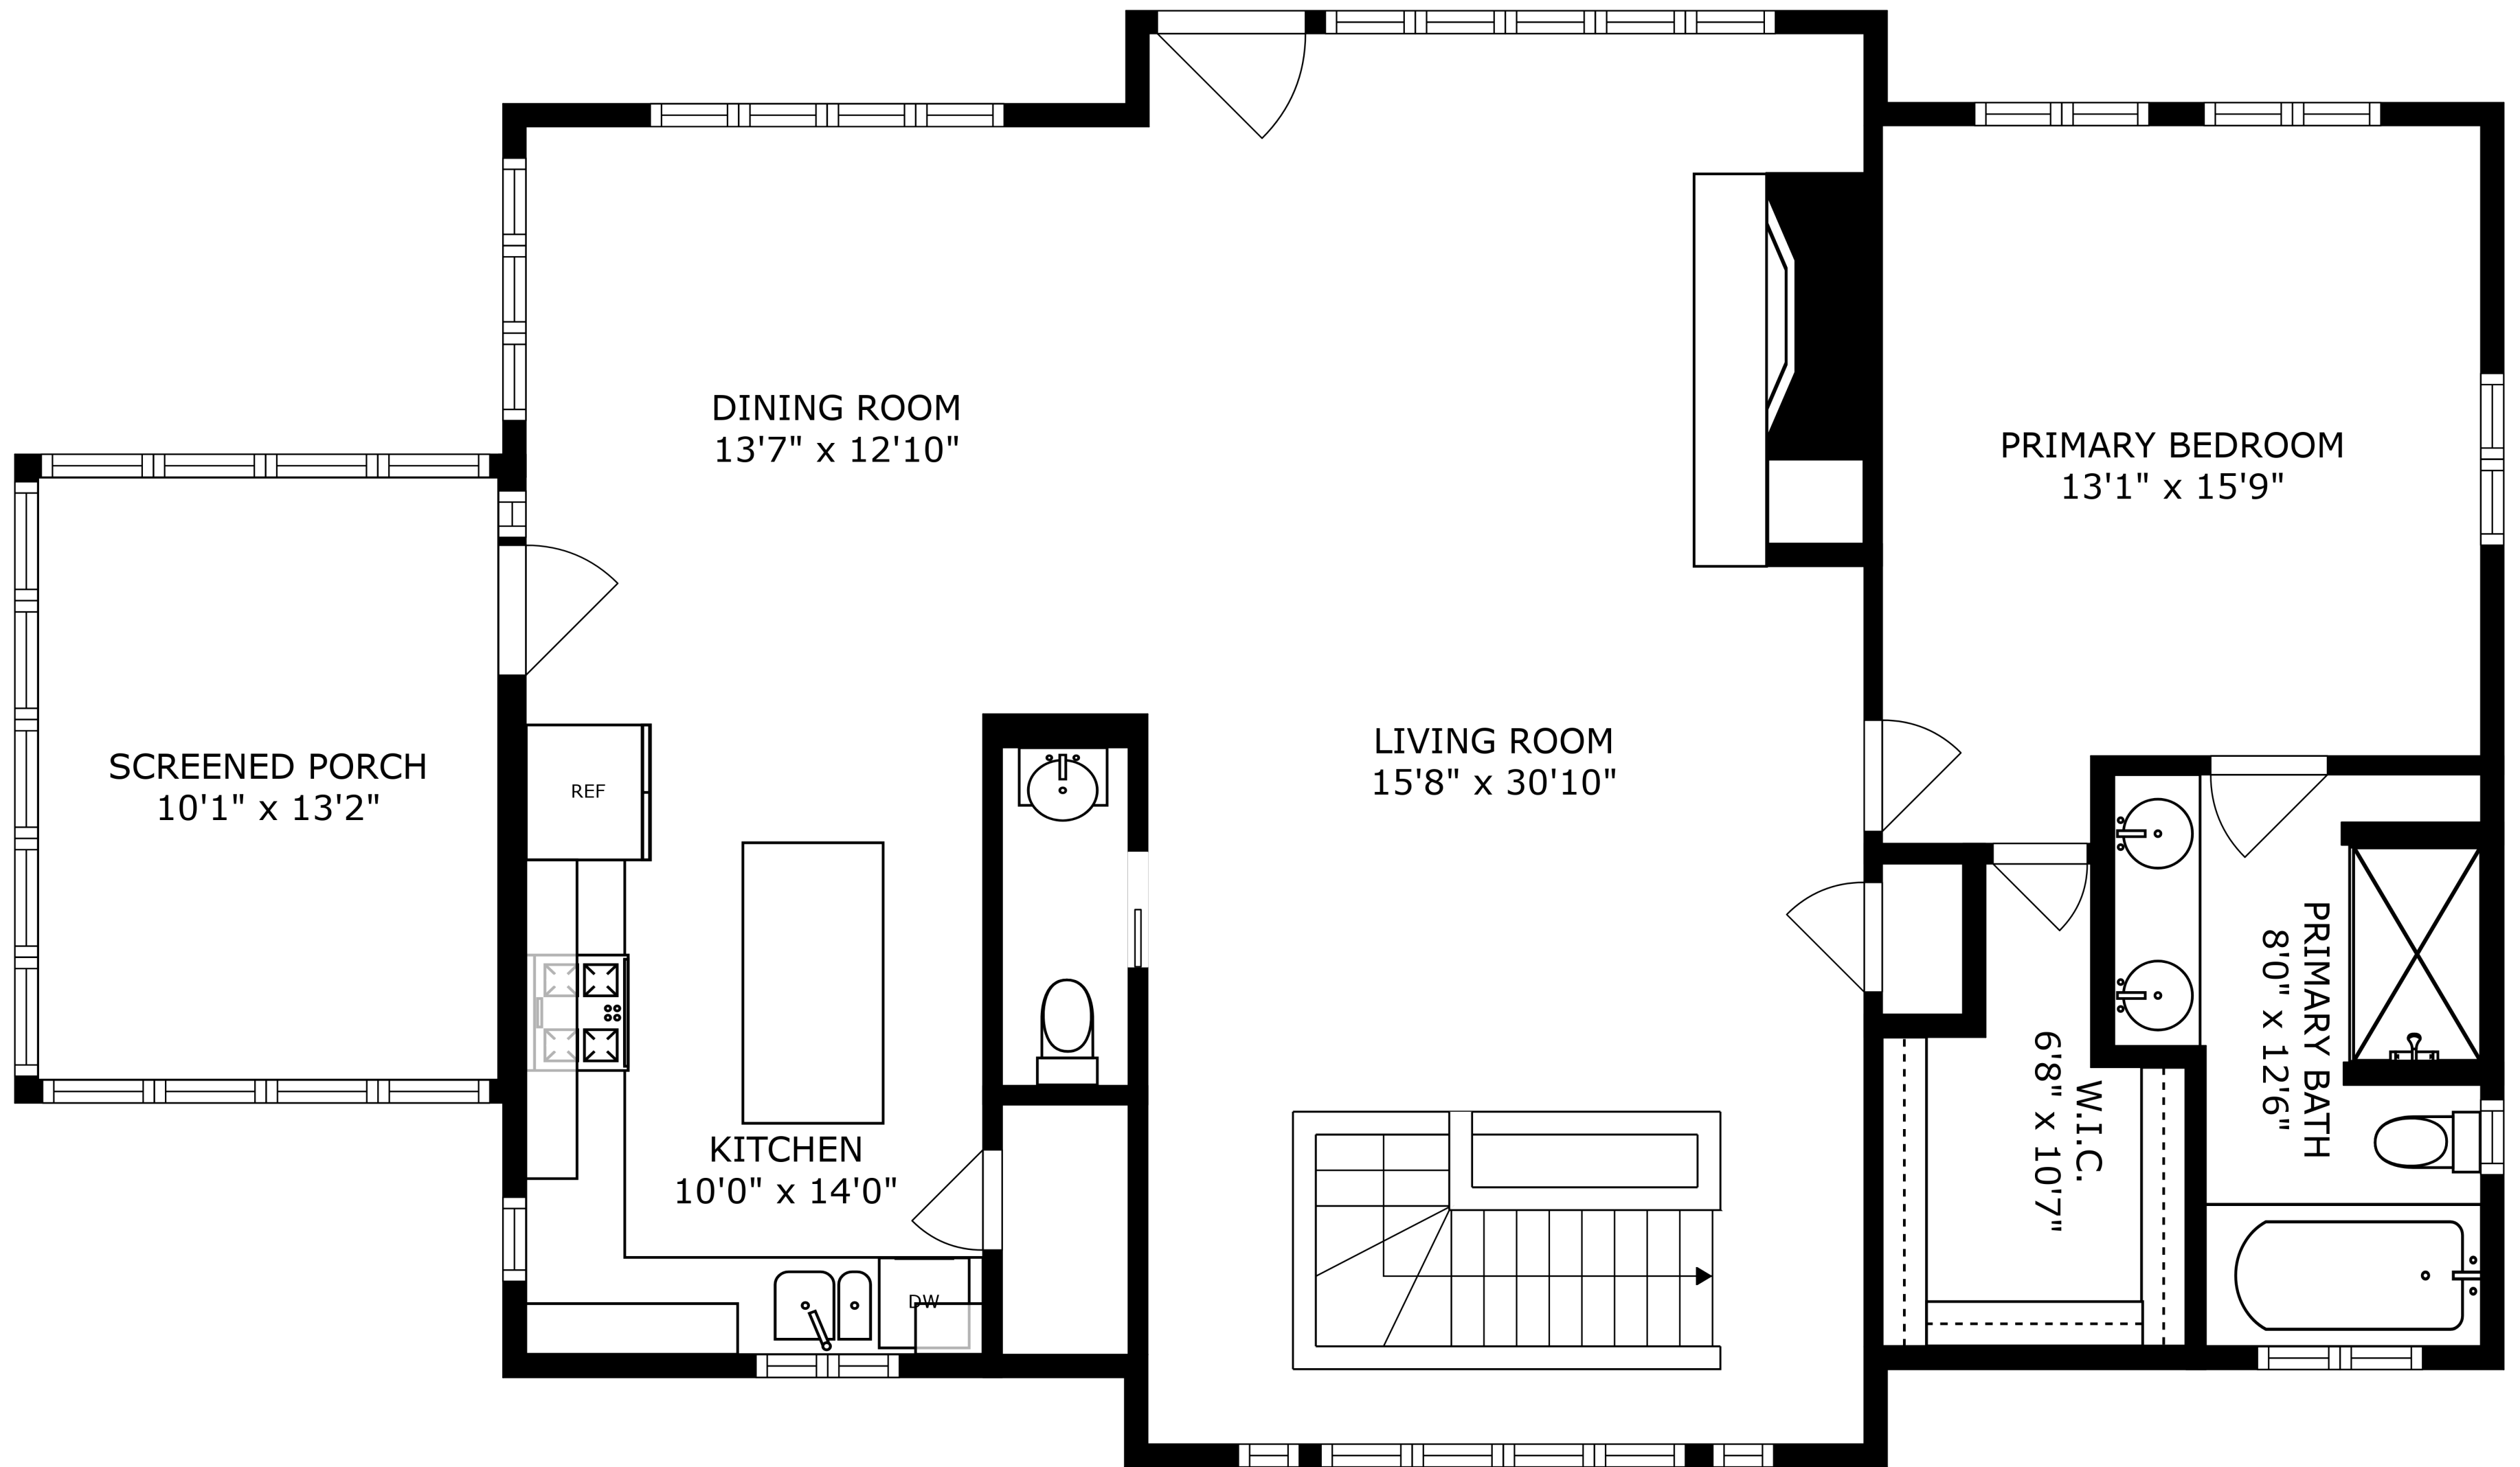 DINING ROOM
13'7" x 12'10"
PRIMARY BEDROOM
13'1" x 15'9"
SCREENED PORCH
10'1" x 13'2"
REF
LIVING ROOM
15'8" x 30'10"
KITCHEN
10'0" x 14'0"
DW
W.I.C.
6'8" x 10'7"
PRIMARY BATH
8'0" x 12'6"